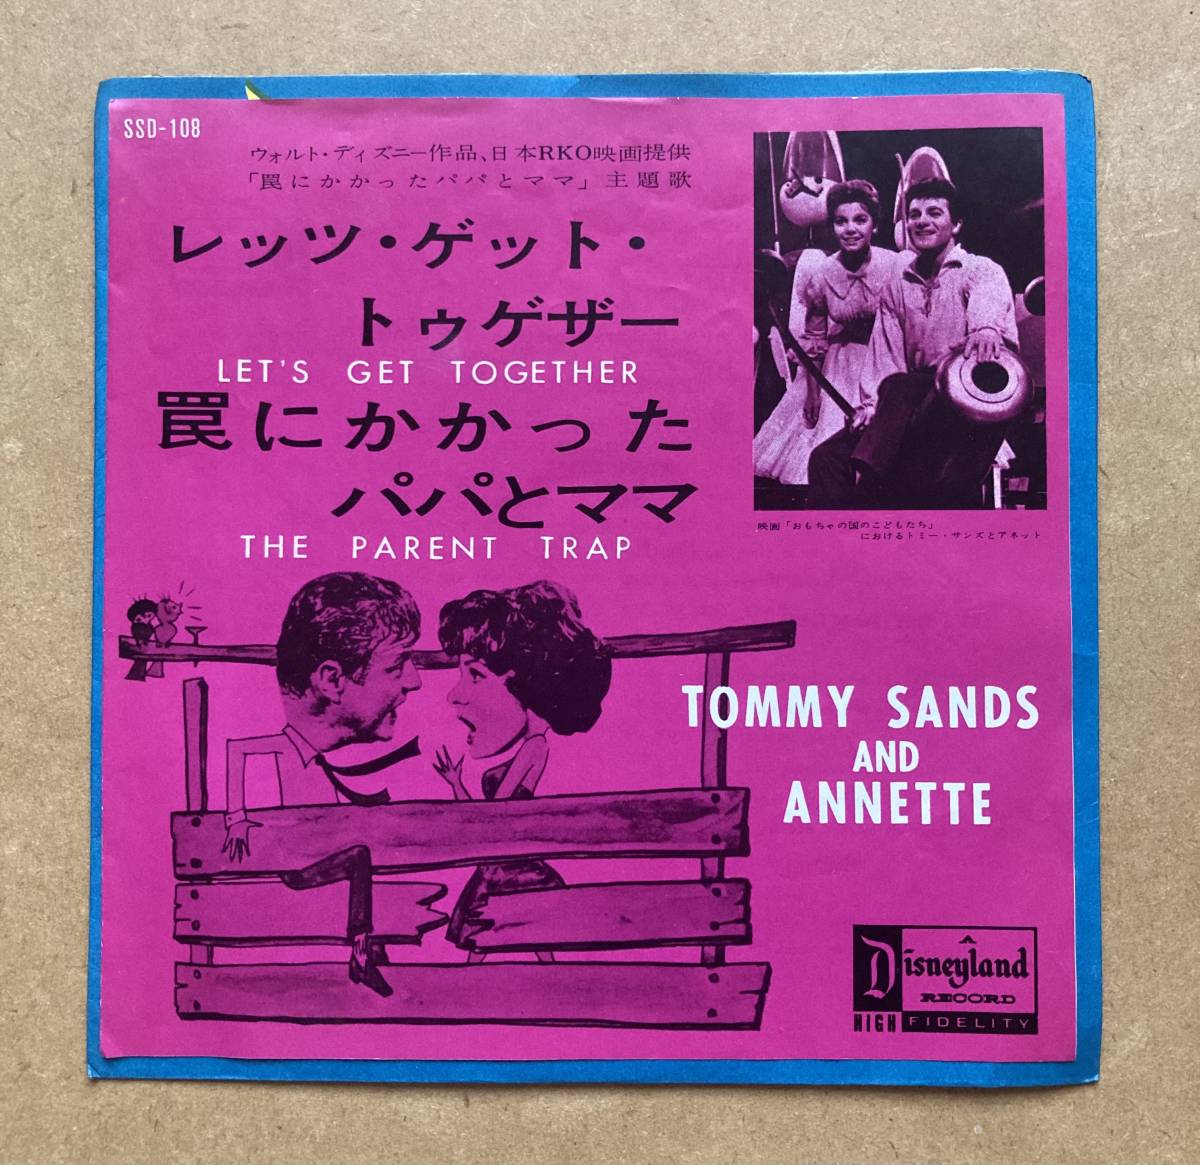 SSD-108
ウォルト・ディズニー作品、日本RKO映画提供
「罠にかかったパパとママ」主題歌
レッツ・ゲット・
トゥゲザー
LET'S GET TOGETHER
罠にかかった
パパとママ
THE PARENT TRAP
映画「おもちゃの国のこどもたち」
におけるトミー・サンズとアネット
TOMMY SANDS
AND
ANNETTE
A
Disneyland
RECORD
HIGH FIDELITY